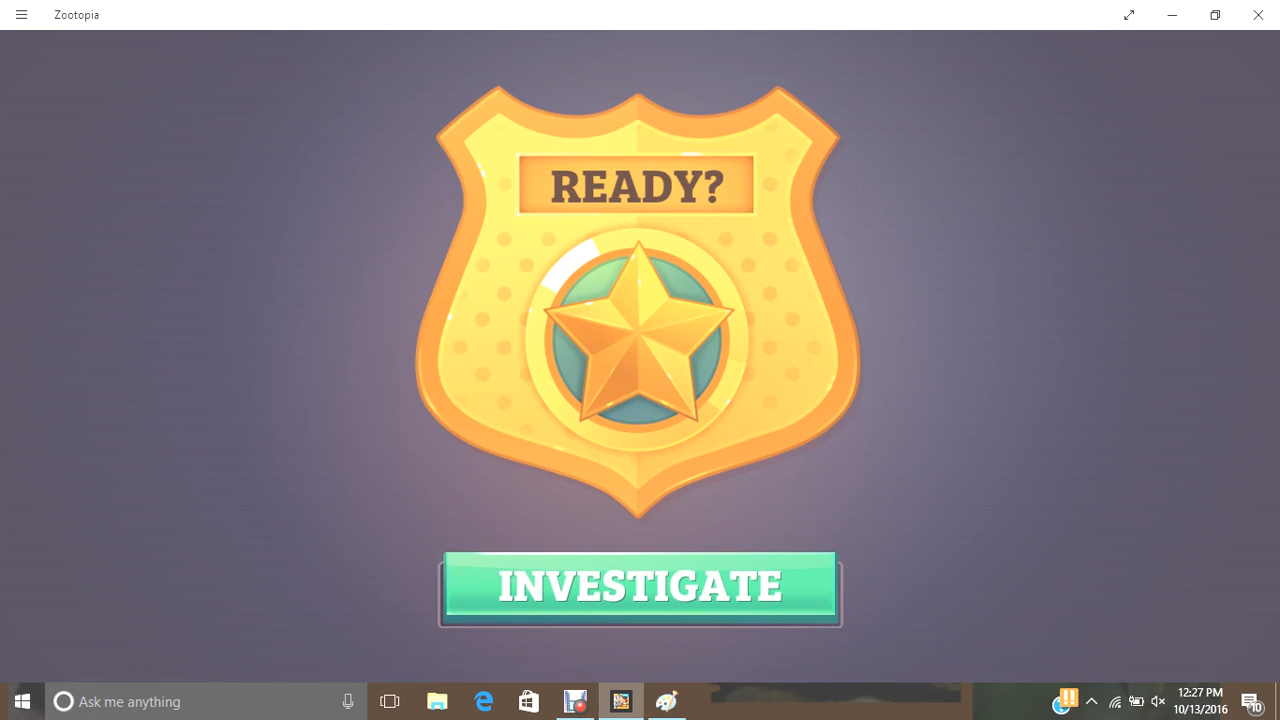 Zootopia
READY?
INVESTIGATE
Ask me anything
12:27 PM
10/13/2016
10